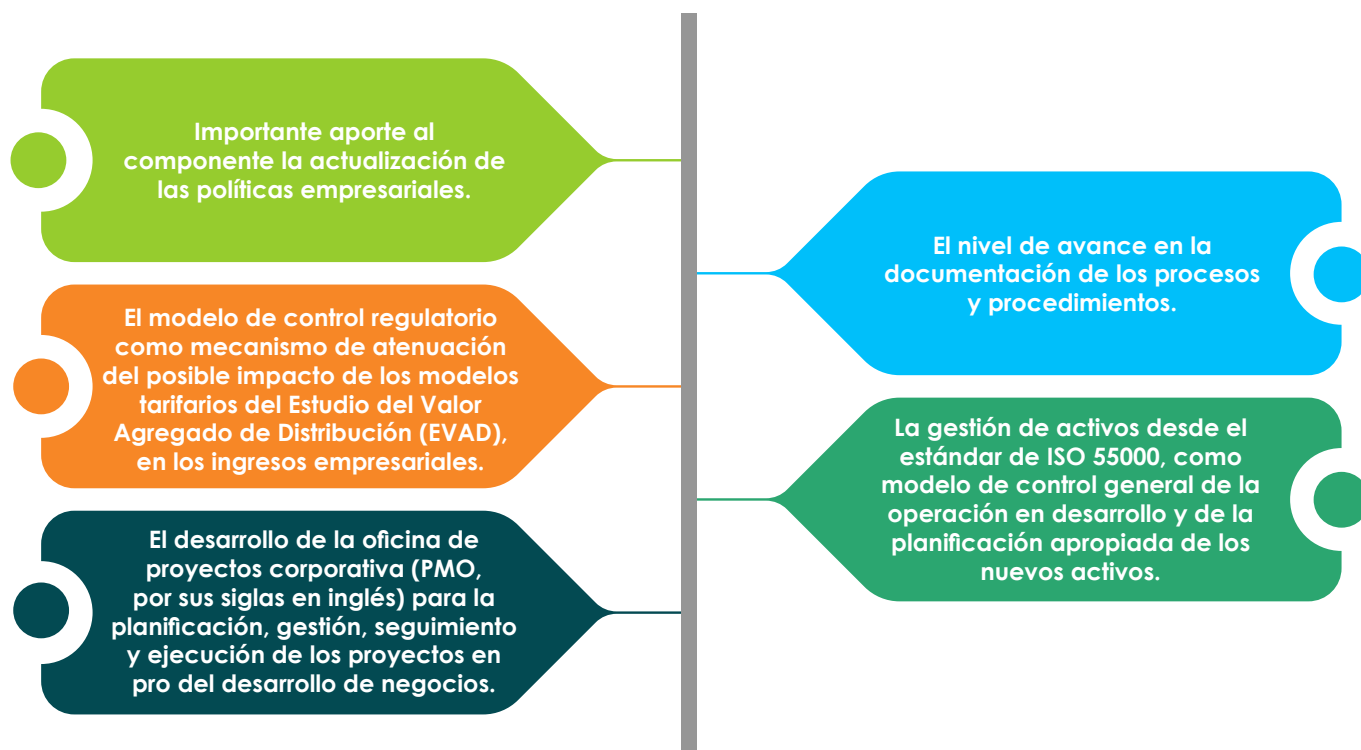 Importante aporte al
componente la actualización de
las políticas empresariales.
El nivel de avance en la
documentación de los procesos
y procedimientos.
El modelo de control regulatorio
como mecanismo de atenuación
del posible impacto de los modelos
tarifarios del Estudio del Valor
Agregado de Distribución (EVAD),
en los ingresos empresariales.
La gestión de activos desde el
estándar de ISO 55000, como
modelo de control general de la
operación en desarrollo y de la
planificación apropiada de los
nuevos activos.
El desarrollo de la oficina de
proyectos corporativa (PMO,
por sus siglas en inglés) para la
planificación, gestión, seguimiento
y ejecución de los proyectos en
pro del desarrollo de negocios.